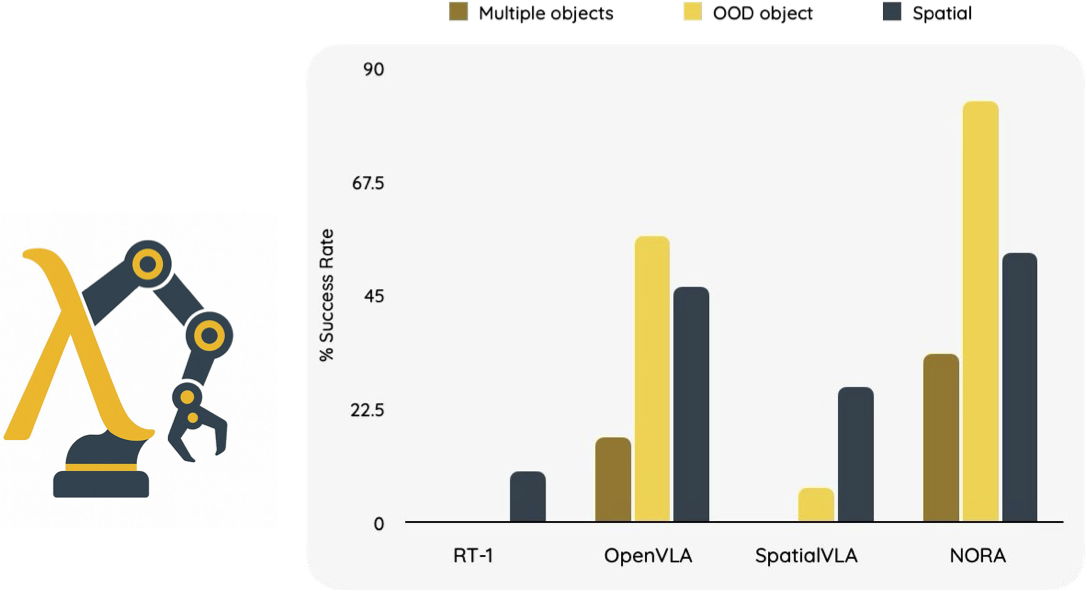 Multiple objects OOD object Spatial
90
67.5
45
22.5
0
% Success Rate
RT-1 OpenVLA SpatialVLA NORA